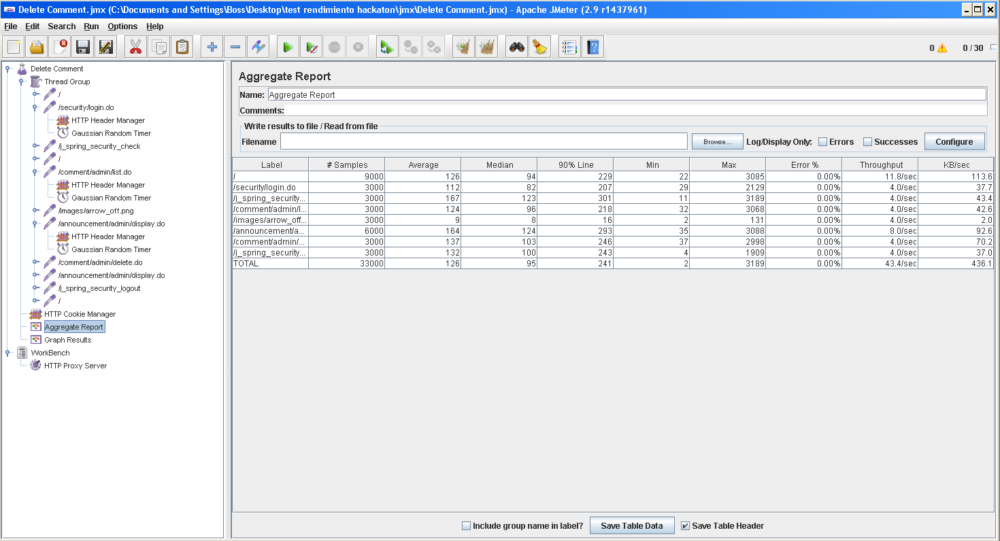 Delete Comment.jmx (C:\Documents and Settings\Boss\Desktop\test rendimiento hackaton\jmx\Delete Comment.jmx) - Apache JMeter (2.9 r1437961)
File Edit Search Run Options Help
0 0 / 30
Delete Comment
Thread Group
/
/security/login.do
HTTP Header Manager
Gaussian Random Timer
/j_spring_security_check
/
/comment/admin/list.do
HTTP Header Manager
Gaussian Random Timer
/images/arrow_off.png
/announcement/admin/display.do
HTTP Header Manager
Gaussian Random Timer
/comment/admin/delete.do
/announcement/admin/display.do
/j_spring_security_logout
/
HTTP Cookie Manager
Aggregate Report
Graph Results
WorkBench
HTTP Proxy Server
Aggregate Report
Name: Aggregate Report
Comments:
Write results to file / Read from file
Filename Browse... Log/Display Only: Errors Successes Configure
Label # Samples Average Median 90% Line Min Max Error % Throughput KB/sec
/ 9000 126 94 229 22 3085 0.00% 11.8/sec 113.6
/security/login.do 3000 112 82 207 29 2129 0.00% 4.0/sec 37.7
/j_spring_security... 3000 167 123 301 11 3189 0.00% 4.0/sec 43.4
/comment/admin/l... 3000 124 96 218 32 3068 0.00% 4.0/sec 42.6
/images/arrow_off... 3000 9 8 16 2 131 0.00% 4.0/sec 2.0
/announcement/a... 6000 164 124 293 35 3088 0.00% 8.0/sec 92.6
/comment/admin/... 3000 137 103 246 37 2998 0.00% 4.0/sec 70.2
/j_spring_security... 3000 132 100 243 4 1909 0.00% 4.0/sec 37.0
TOTAL 33000 126 95 241 2 3189 0.00% 43.4/sec 436.1
Include group name in label? Save Table Data Save Table Header